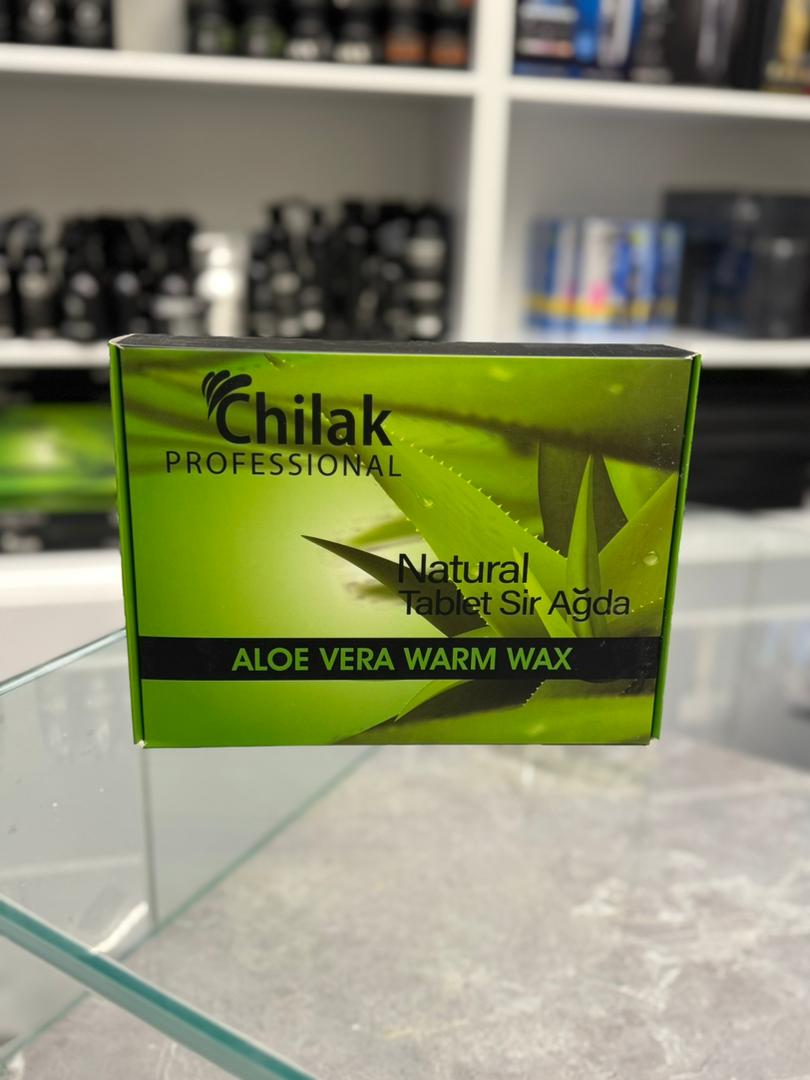 Chilak
PROFESSIONAL
Natural
Tablet Sir Ağda
ALOE VERA WARM WAX